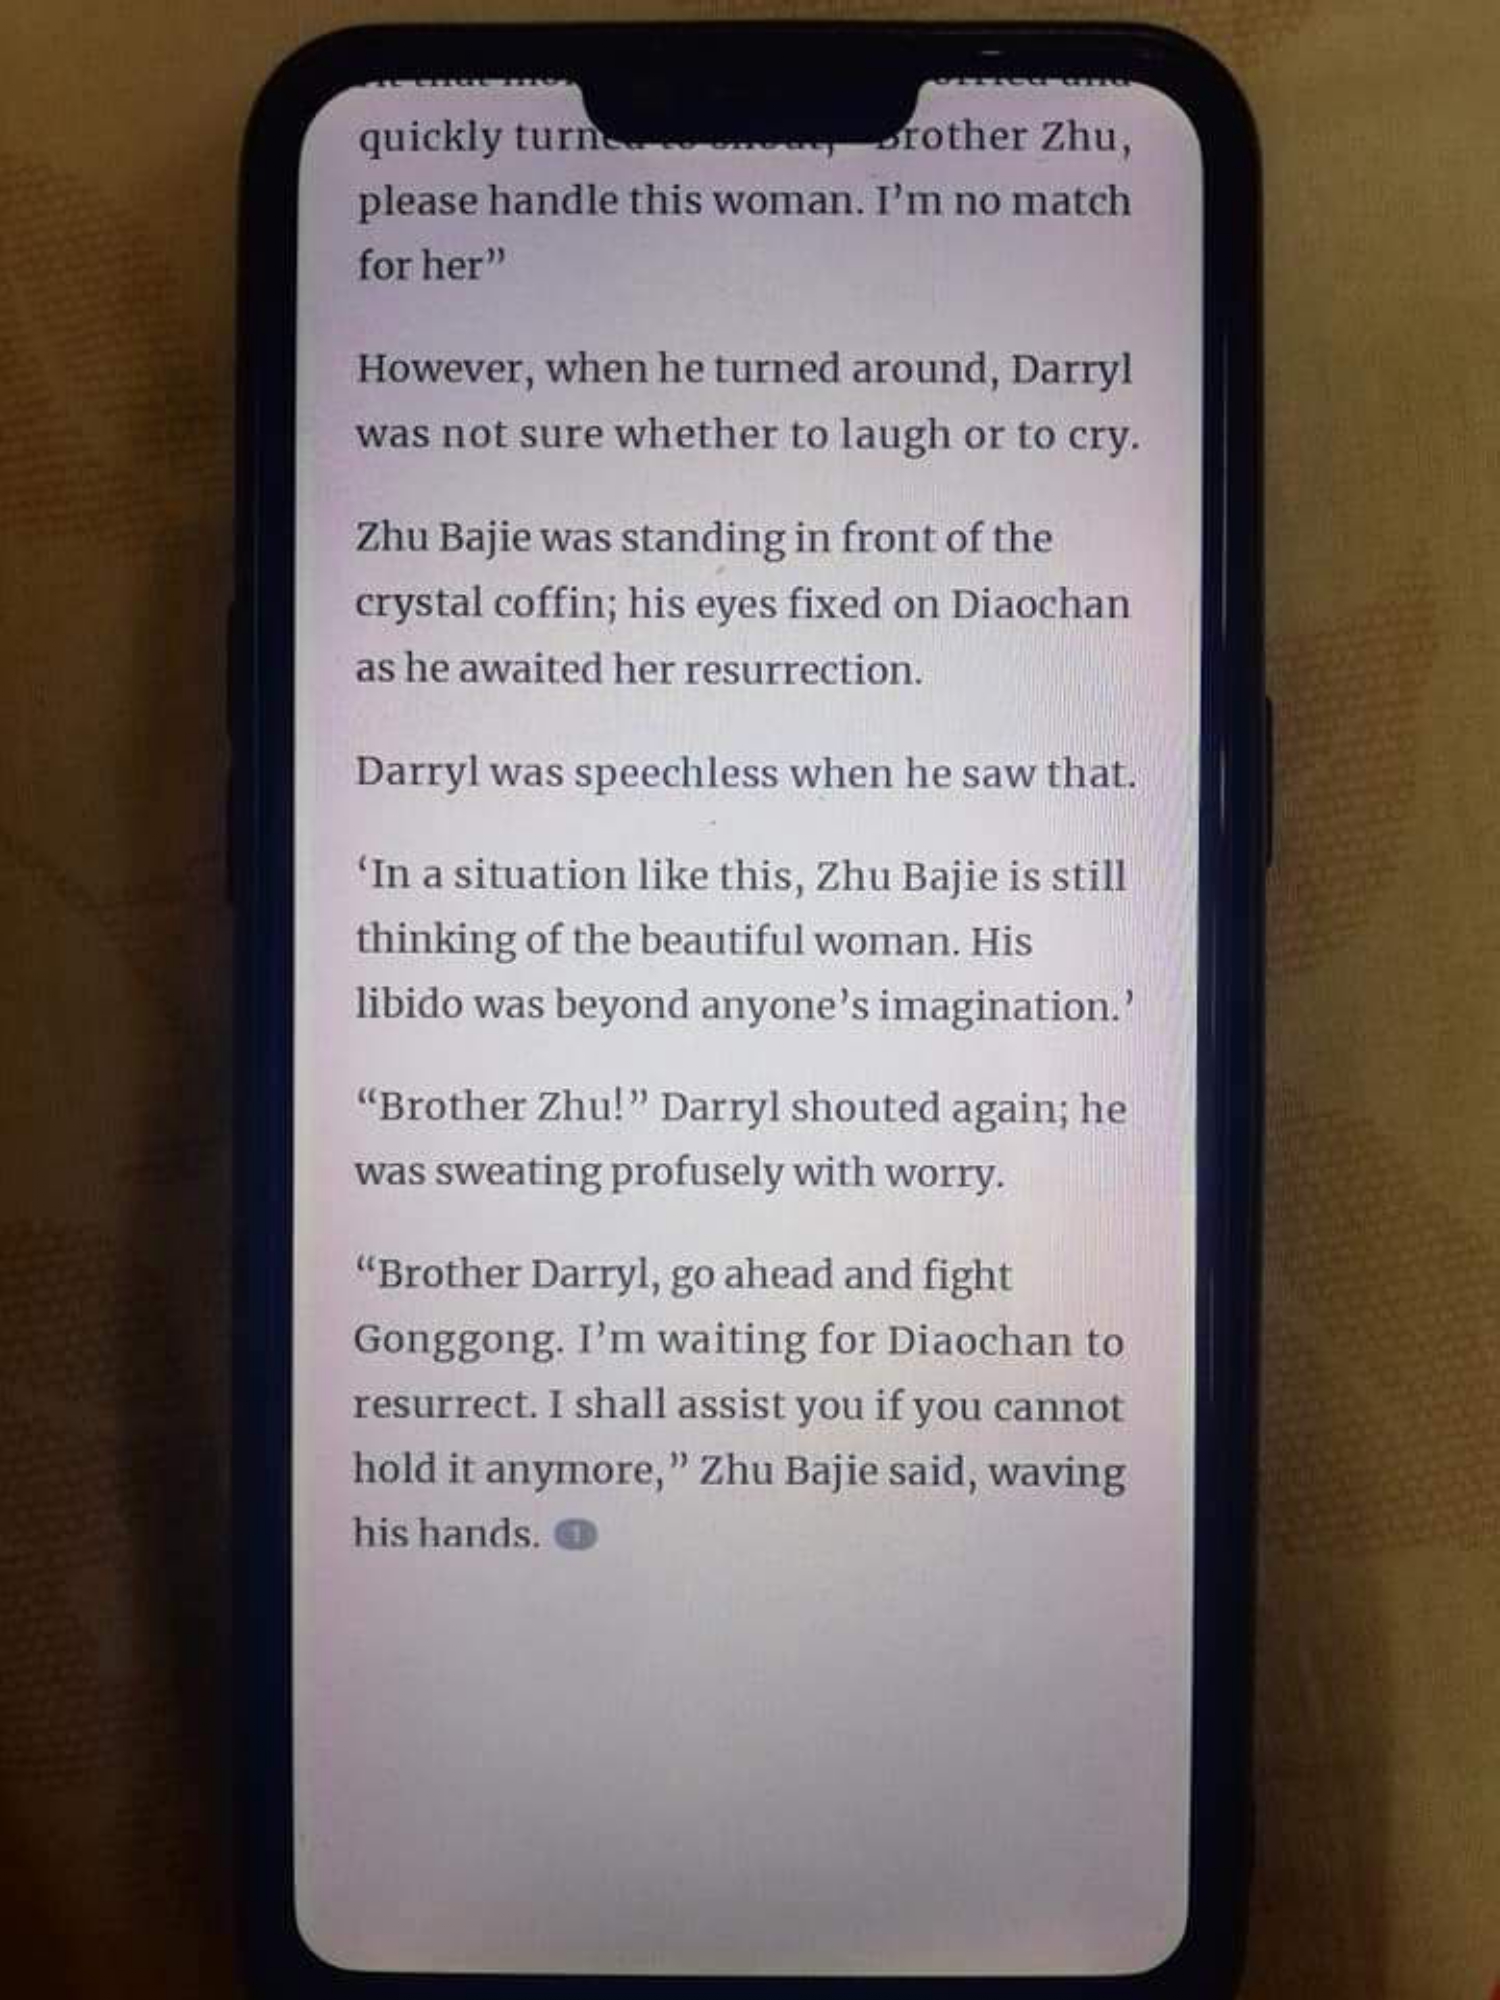 quickly Brother Zhu,
please handle this woman. I’m no match
for her”
However, when he turned around, Darryl
was not sure whether to laugh or to cry.
Zhu Bajie was standing in front of the
crystal coffin; his eyes fixed on Diaochan
as he awaited her resurrection.
Darryl was speechless when he saw that.
‘In a situation like this, Zhu Bajie is still
thinking of the beautiful woman. His
libido was beyond anyone’s imagination.’
“Brother Zhu!” Darryl shouted again; he
was sweating profusely with worry.
“Brother Darryl, go ahead and fight
Gonggong. I’m waiting for Diaochan to
resurrect. I shall assist you if you cannot
hold it anymore,” Zhu Bajie said, waving
his hands. 1